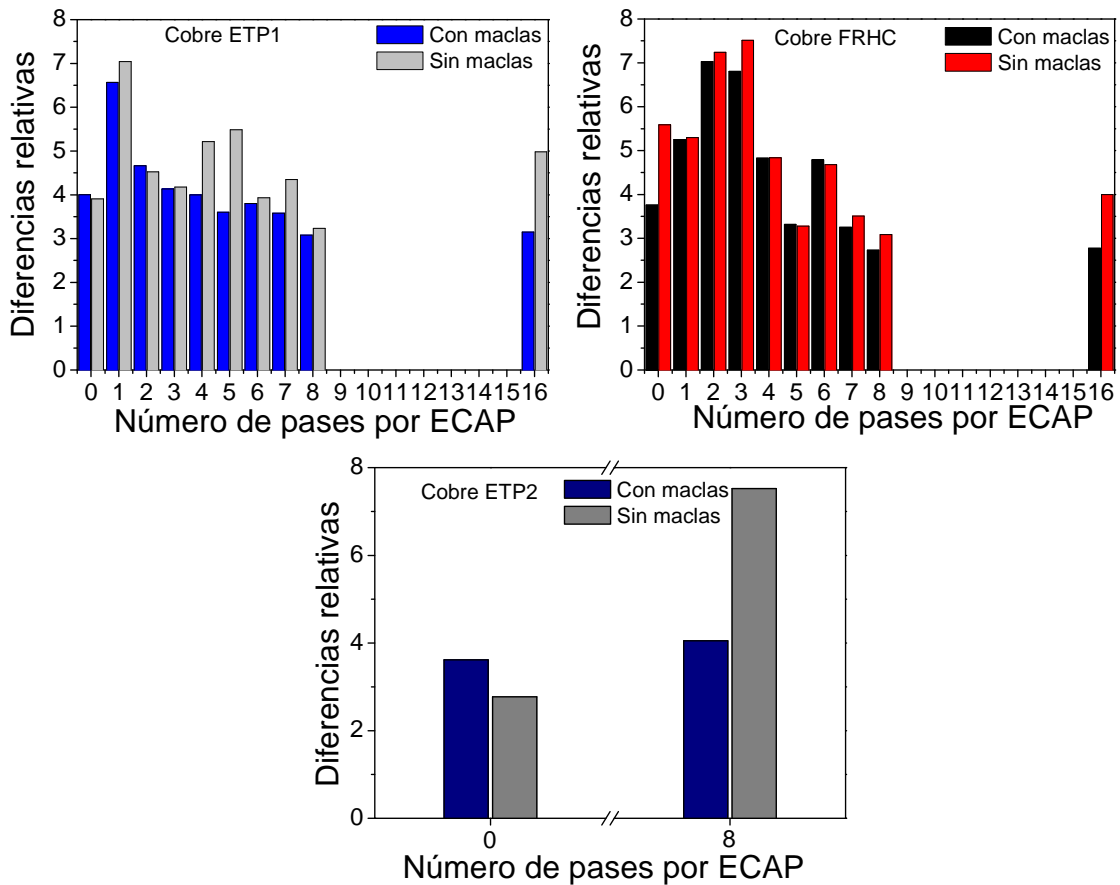 Cobre ETP1
Con maclas
Sin maclas
Diferencias relativas
8
7
6
5
4
3
2
1
0
0 1 2 3 4 5 6 7 8 9 10 11 12 13 14 15 16
Número de pases por ECAP
Cobre FRHC
Con maclas
Sin maclas
Diferencias relativas
8
7
6
5
4
3
2
1
0
0 1 2 3 4 5 6 7 8 9 10 11 12 13 14 15 16
Número de pases por ECAP
Cobre ETP2
Con maclas
Sin maclas
Diferencias relativas
8
6
4
2
0
0 8
Número de pases por ECAP